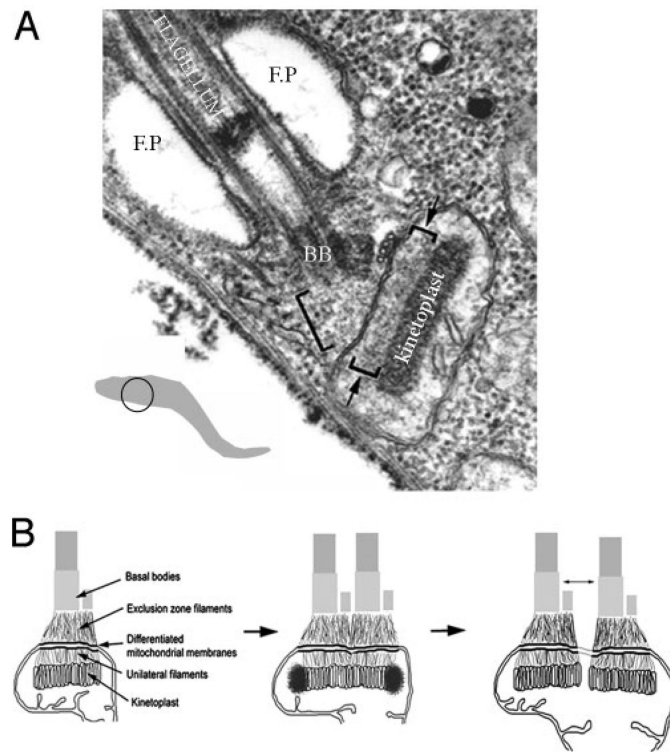 A
FLAGELLUM
F.P
F.P
BB
kinetoplast
B
Basal bodies
Exclusion zone filaments
Differentiated
mitochondrial membranes
Unilateral filaments
Kinetoplast